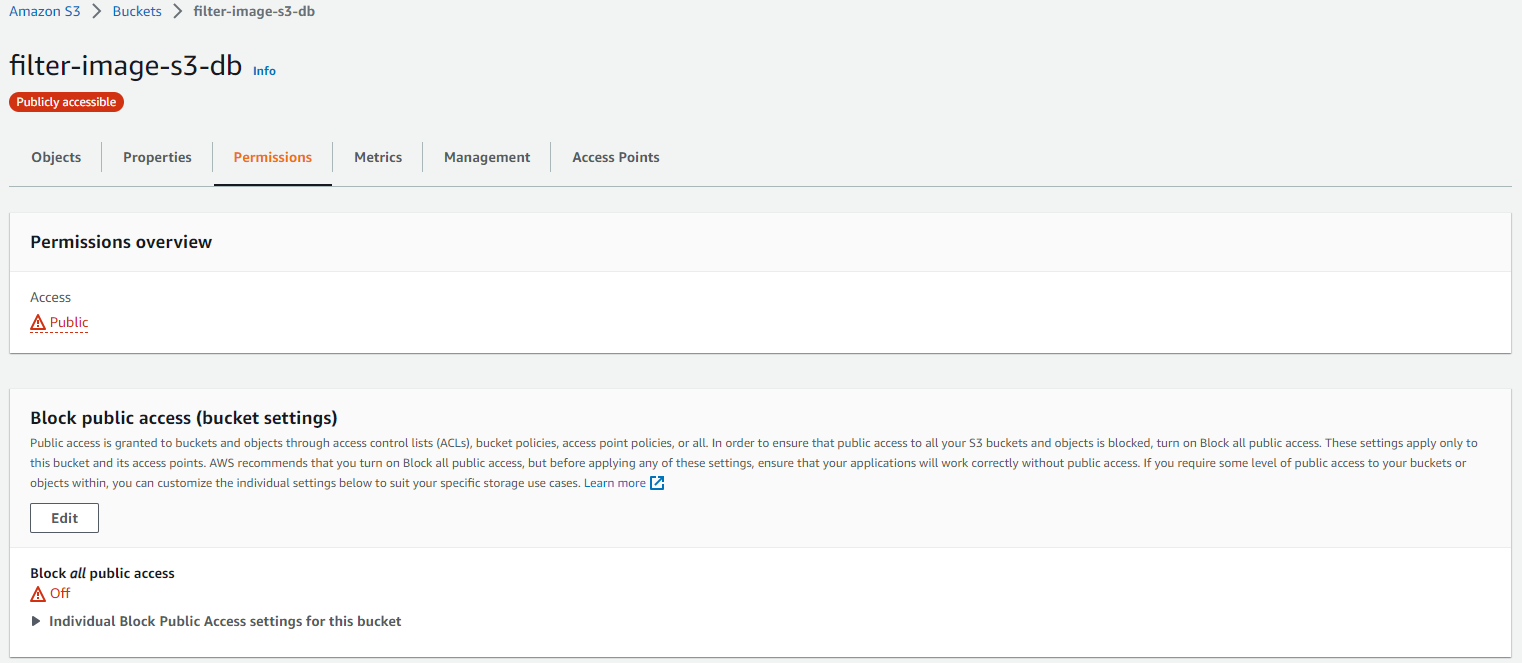 Amazon S3 > Buckets > filter-image-s3-db
filter-image-s3-db Info
Publicly accessible
Objects Properties Permissions Metrics Management Access Points
Permissions overview
Access
Public
Block public access (bucket settings)
Public access is granted to buckets and objects through access control lists (ACLs), bucket policies, access point policies, or all. In order to ensure that public access to all your S3 buckets and objects is blocked, turn on Block all public access. These settings apply only to
this bucket and its access points. AWS recommends that you turn on Block all public access, but before applying any of these settings, ensure that your applications will work correctly without public access. If you require some level of public access to your buckets or
objects within, you can customize the individual settings below to suit your specific storage use cases. Learn more
Edit
Block all public access
Off
Individual Block Public Access settings for this bucket